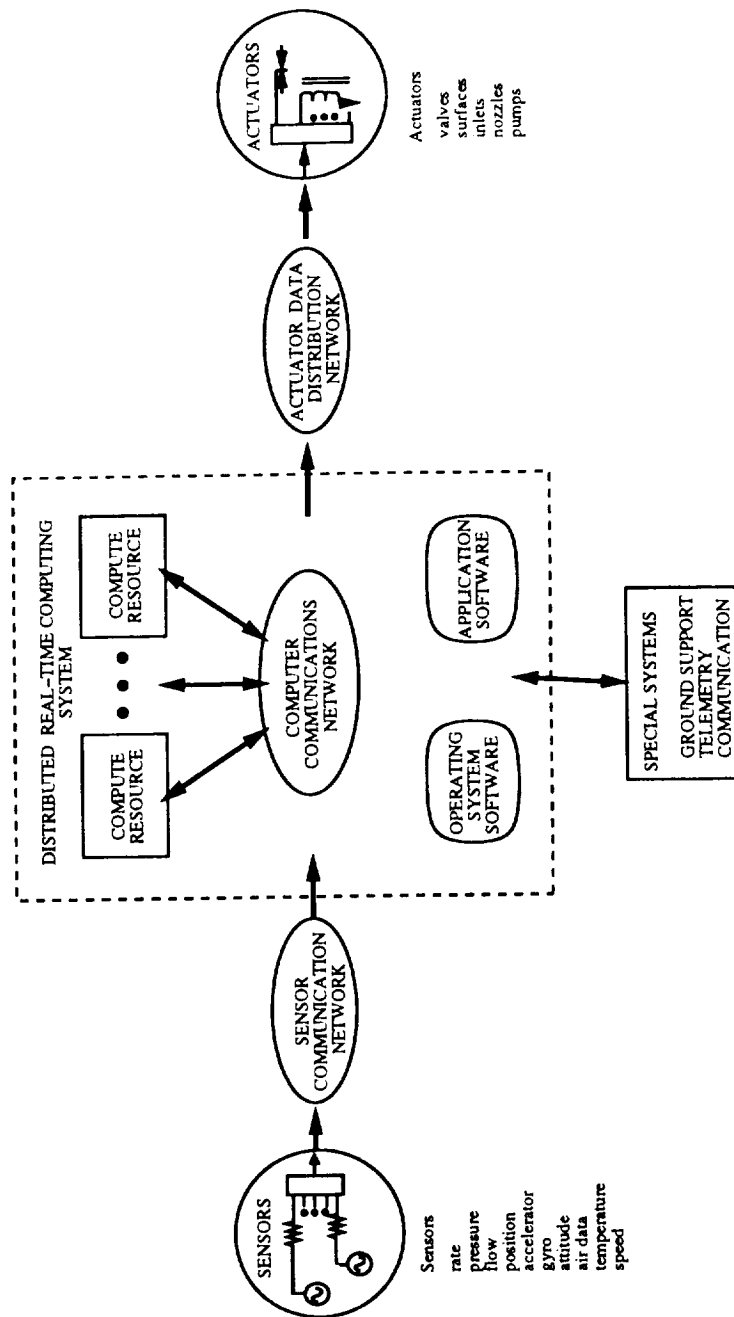 DISTRIBUTED REAL-TIME COMPUTING
SYSTEM
COMPUTE
RESOURCE
COMPUTE
RESOURCE
SENSORS
SENSOR
COMMUNICATION
NETWORK
COMPUTER
COMMUNICATIONS
NETWORK
ACTUATOR DATA
DISTRIBUTION
NETWORK
ACTUATORS
OPERATING
SYSTEM
SOFTWARE
APPLICATION
SOFTWARE
Sensors
rate
pressure
flow
position
accelerator
gyro
attitude
air data
temperature
speed
Actuators
valves
surfaces
inlets
nozzles
pumps
SPECIAL SYSTEMS
GROUND SUPPORT
TELEMETRY
COMMUNICATION